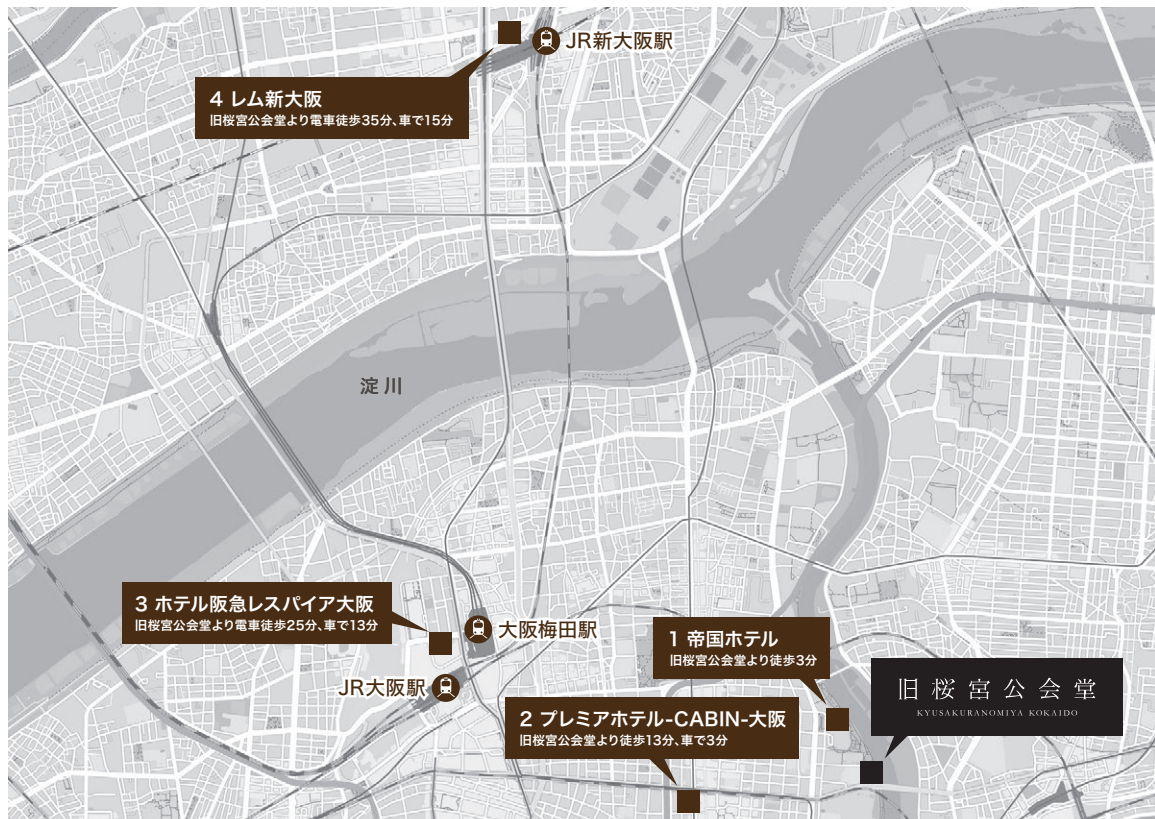 JR新大阪駅
4 レム新大阪
旧桜宮公会堂より電車徒歩35分、車で15分
淀川
3 ホテル阪急レスパイア大阪
旧桜宮公会堂より電車徒歩25分、車で13分
大阪梅田駅
JR大阪駅
1 帝国ホテル
旧桜宮公会堂より徒歩3分
旧桜宮公会堂
KYUSAKURANOMIYA KOKAIDO
2 プレミアホテル-CABIN-大阪
旧桜宮公会堂より徒歩13分、車で3分